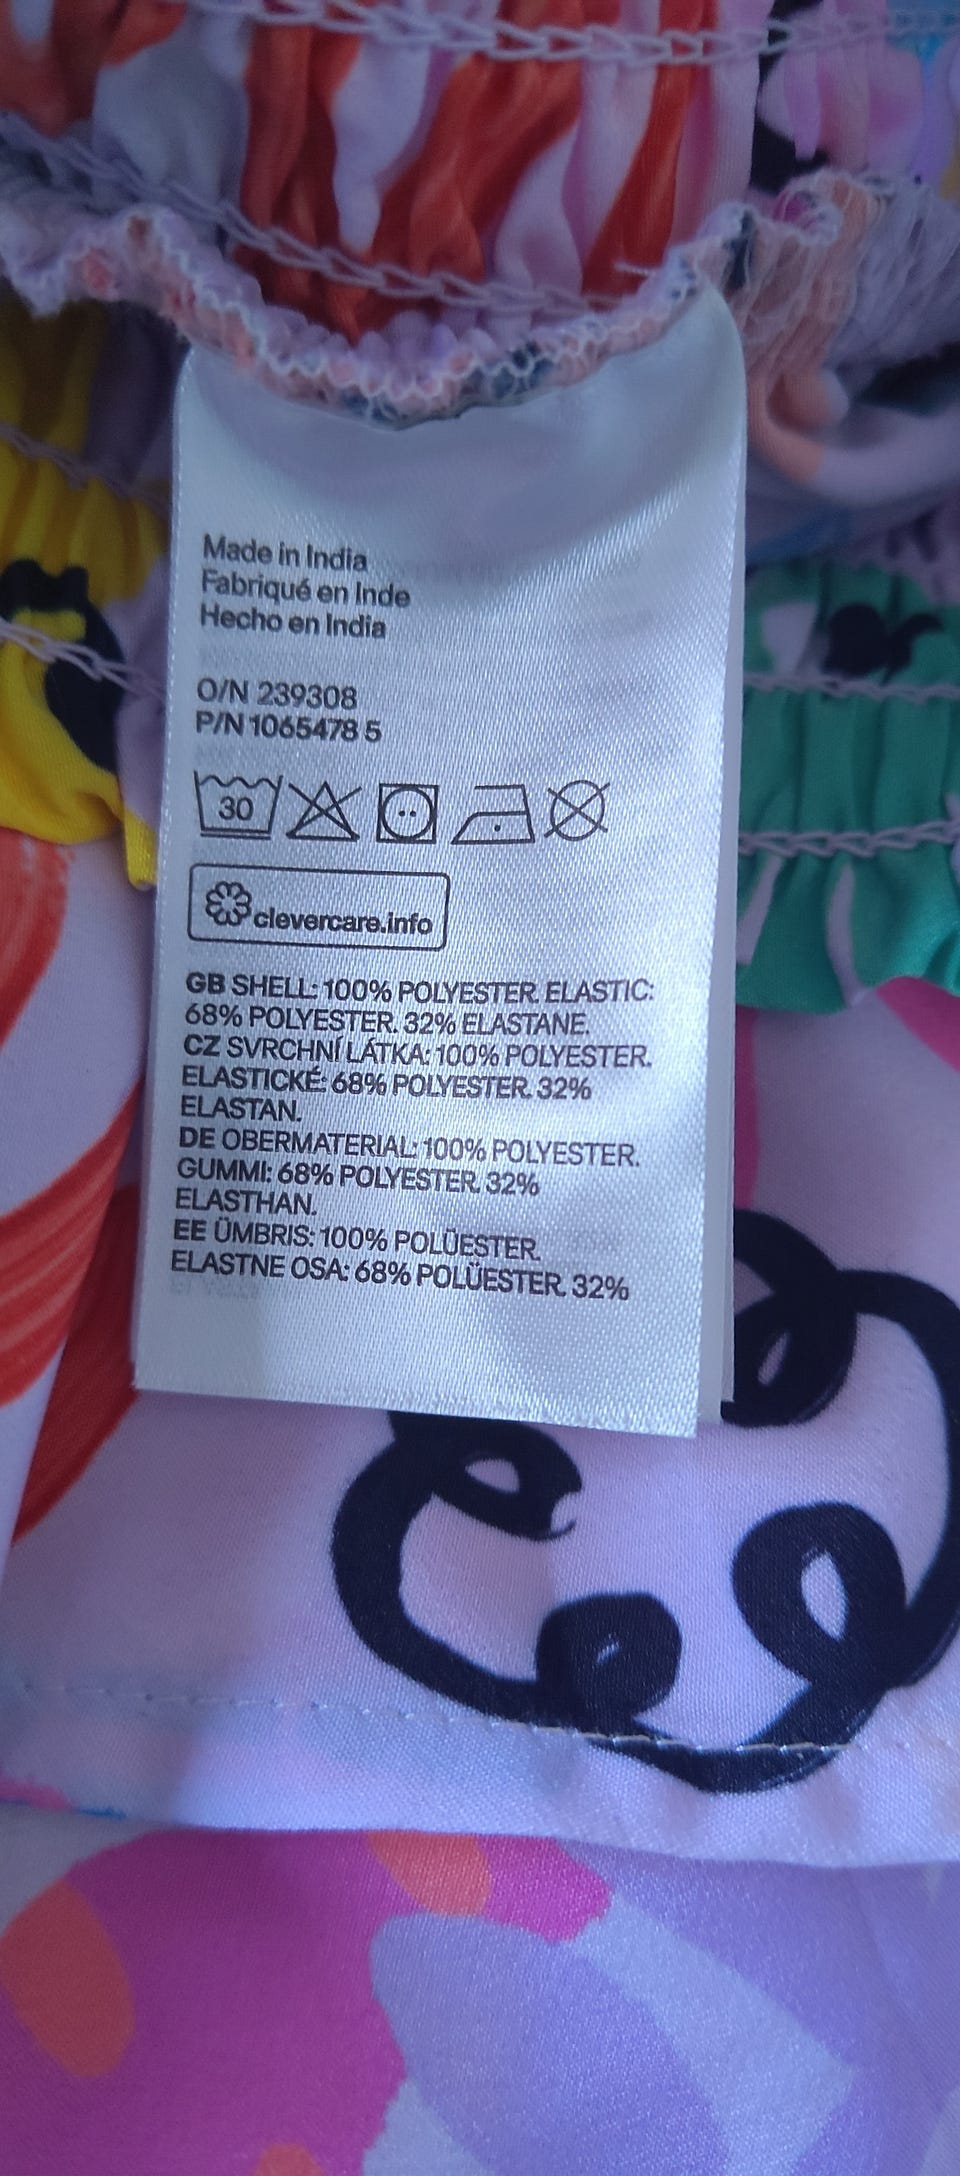 Made in India
Fabriqué en Inde
Hecho en India
O/N 239308
P/N 1065478 5
30
clevercare.info
GB SHELL: 100% POLYESTER. ELASTIC:
68% POLYESTER. 32% ELASTANE.
CZ SVRCHNÍ LÁTKA: 100% POLYESTER.
ELASTICKÉ: 68% POLYESTER. 32%
ELASTAN.
DE OBERMATERIAL: 100% POLYESTER.
GUMMI: 68% POLYESTER. 32%
ELASTHAN.
EE ÜMBRIS: 100% POLÜESTER.
ELASTNE OSA: 68% POLÜESTER. 32%